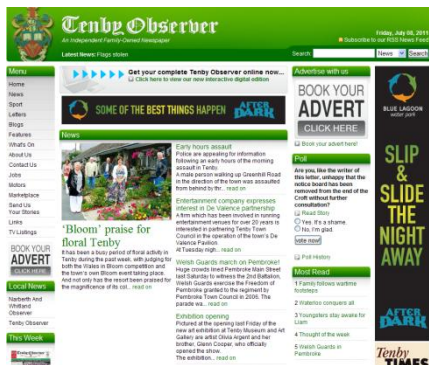 Tenby Observer
An Independent Family-Owned Newspaper
Friday, July 08, 2011
Subscribe to our RSS News Feed
Latest News: Flags stolen
Search:
News
Search
Menu
Home
News
Sport
Letters
Blogs
Features
What's On
About Us
Contact Us
Jobs
Motors
Marketplace
Send Us
Your Stories
Links
TV Listings
BOOK YOUR
ADVERT
CLICK HERE
Local News
Narberth And
Whitland
Observer
Tenby Observer
This Week
Get your complete Tenby Observer online now...
Click here to view our new interactive digital edition
SOME OF THE BEST THINGS HAPPEN AFTER DARK
News
'Bloom' praise for
floral Tenby
It has been a busy period of floral activity in
Tenby during the past week, with judging for
both the Wales in Bloom competition and
the town's own Bloom event taking place.
And not only has the resort been praised for
the magnificence of its col... read on
Early hours assault
Police are appealing for information
following an early hours of the morning
assault in Tenby.
A male person walking up Greenhill Road
in the direction of the town was assaulted
from behind by thr... read on
Entertainment company expresses
interest in De Valence partnership
A firm which has been involved in running
entertainment venues for over 20 years is
interested in partnering Tenby Town
Council in the operation of the town's De
Valence Pavilion.
At Tuesday nigh... read on
Welsh Guards march on Pembroke!
Huge crowds lined Pembroke Main Street
last Saturday to witness the 2nd Battalion,
Welsh Guards exercise the Freedom of
Pembroke granted to the regiment by
Pembroke Town Council in 2006. The
parade wa... read on
Exhibition opening
Pictured at the opening last Friday of the
new art exhibition at Tenby Museum and Art
Gallery are artist Olivia Argent and her
brother, Glenn Cooper, who officially
opened the show.
The exhibition... read on
Advertise with us
BOOK YOUR
ADVERT
CLICK HERE
Book your advert here!
Poll
Are you, like the writer of
this letter, unhappy that the
notice board has been
removed from the end of the
Croft without further
consultation?
Read Story
Yes. It's a shame.
No, I'm glad.
vote now!
Poll History
Most Read
1 Family follows wartime
footsteps
2 Waterloo conquers all
3 Youngsters stay awake for
Liam
4 Thought of the week
5 Welsh Guards in
Pembroke
BLUE LAGOON
water park
SLIP
&
SLIDE
THE
NIGHT
AWAY
AFTER
DARK
Tenby
TIMES